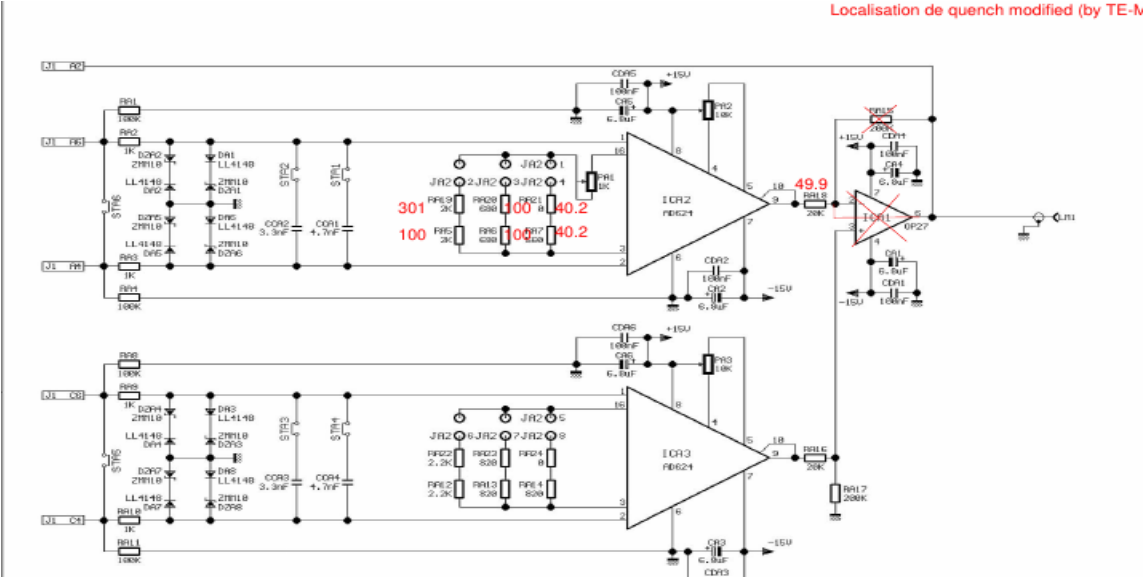 Localisation de quench modified (by TE-M
J1 A2
CDA5
+15V
100nF
CA5
6.8uF
PA2
10K
RA1
100K
J1 A6
RA2
1K
DZA2
ZMM10
DA1
LL4148
LL4148
DA2
ZMM10
DZA1
STA6
DZA5
ZMM10
DA6
LL4148
LL4148
DA5
ZMM10
DZA6
STA2
STA1
CCA2
3.3nF
CCA1
4.7nF
J1 A4
RA3
1K
RA4
100K
JA2 1
JA2 2 JA2 3 JA2 4
PA1
1K
301
RA19
2K
RA20
680
100
RA21
0
40.2
100
RA5
2K
RA6
680
100
RA7
560
40.2
1
16
3
2
8
4
5
10
9
7
6
ICA2
AD624
CDA2
100nF
CA2
6.8uF
-15V
49.9
RA18
20K
RA15
200K
+15V
CDA4
100nF
CA4
6.8uF
2
3
7
6
4
ICA1
OP27
CA1
6.8uF
CDA1
100nF
-15V
LM1
CDA6
+15V
100nF
CA6
6.8uF
PA3
10K
RA8
100K
J1 C6
RA9
1K
DZA4
ZMM10
DA3
LL4148
LL4148
DA4
ZMM10
DZA3
STA5
DZA7
ZMM10
DA8
LL4148
LL4148
DA7
ZMM10
DZA8
STA3
STA4
CCA3
3.3nF
CCA4
4.7nF
J1 C4
RA10
1K
RA11
100K
JA2 5
JA2 6 JA2 7 JA2 8
RA22
2.2K
RA23
820
RA24
0
RA12
2.2K
RA13
820
RA14
820
1
16
3
2
8
4
5
10
9
7
6
ICA3
AD624
RA16
20K
RA17
200K
CA3
6.8uF
-15V
CDA3